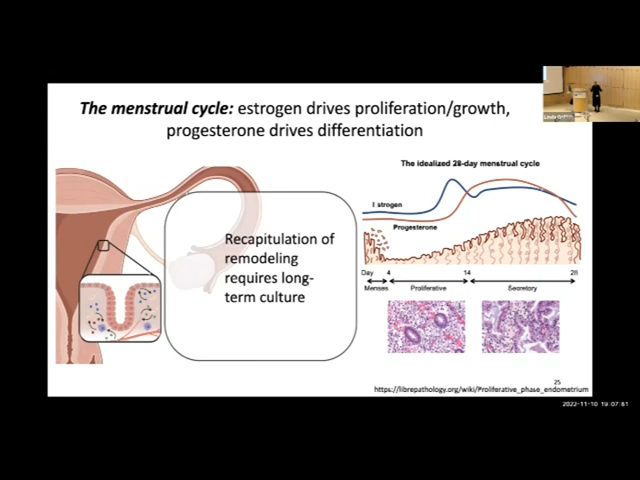 The menstrual cycle: estrogen drives proliferation/growth,
progesterone drives differentiation
The idealized 28-day menstrual cycle
strogen
Progesterone
Recapitulation of
remodeling
requires long-
term culture
Day 4 14 28
Menses Proliferative Secretory
25
https://librepathology.org/wiki/Proliferative_phase_endometrium
2022-11-10 19:07:51